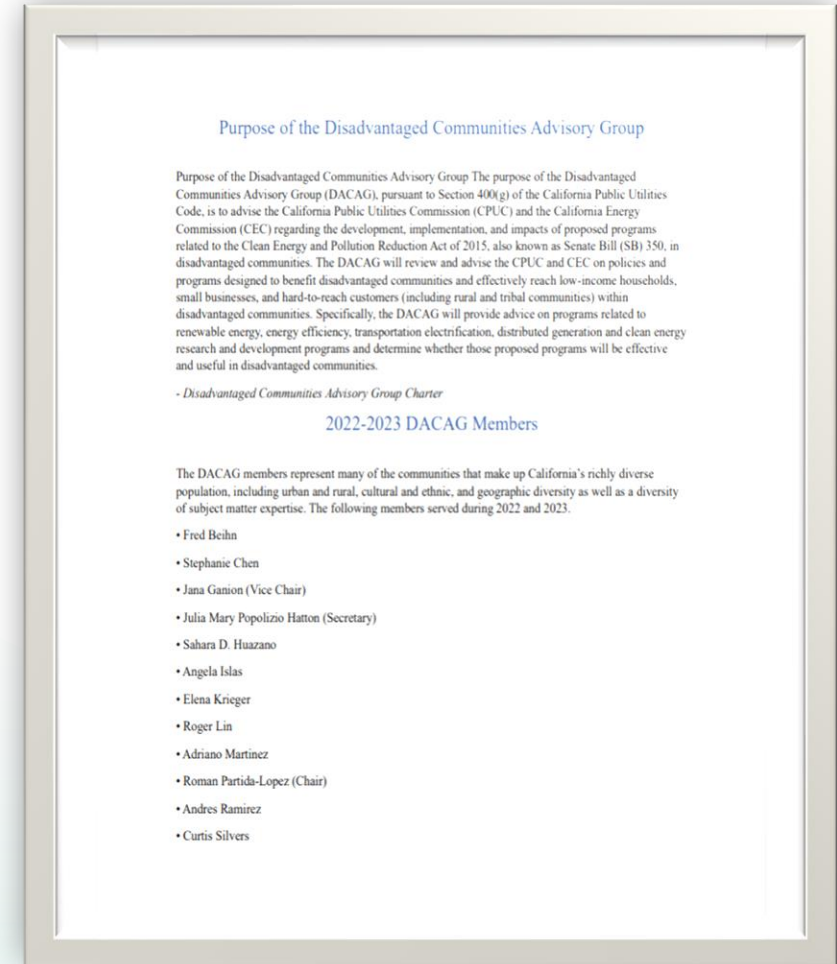 Purpose of the Disadvantaged Communities Advisory Group
Purpose of the Disadvantaged Communities Advisory Group The purpose of the Disadvantaged
Communities Advisory Group (DACAG), pursuant to Section 400(g) of the California Public Utilities
Code, is to advise the California Public Utilities Commission (CPUC) and the California Energy
Commission (CEC) regarding the development, implementation, and impacts of proposed programs
related to the Clean Energy and Pollution Reduction Act of 2015, also known as Senate Bill (SB) 350, in
disadvantaged communities. The DACAG will review and advise the CPUC and CEC on policies and
programs designed to benefit disadvantaged communities and effectively reach low-income households,
small businesses, and hard-to-reach customers (including rural and tribal communities) within
disadvantaged communities. Specifically, the DACAG will provide advice on programs related to
renewable energy, energy efficiency, transportation electrification, distributed generation and clean energy
research and development programs and determine whether those proposed programs will be effective
and useful in disadvantaged communities.
- Disadvantaged Communities Advisory Group Charter
2022-2023 DACAG Members
The DACAG members represent many of the communities that make up California's richly diverse
population, including urban and rural, cultural and ethnic, and geographic diversity as well as a diversity
of subject matter expertise. The following members served during 2022 and 2023.
• Fred Beihn
• Stephanie Chen
• Jana Ganion (Vice Chair)
• Julia Mary Popolizio Hatton (Secretary)
• Sahara D. Huazano
• Angela Islas
• Elena Krieger
• Roger Lin
• Adriano Martinez
• Roman Partida-Lopez (Chair)
• Andres Ramirez
• Curtis Silvers